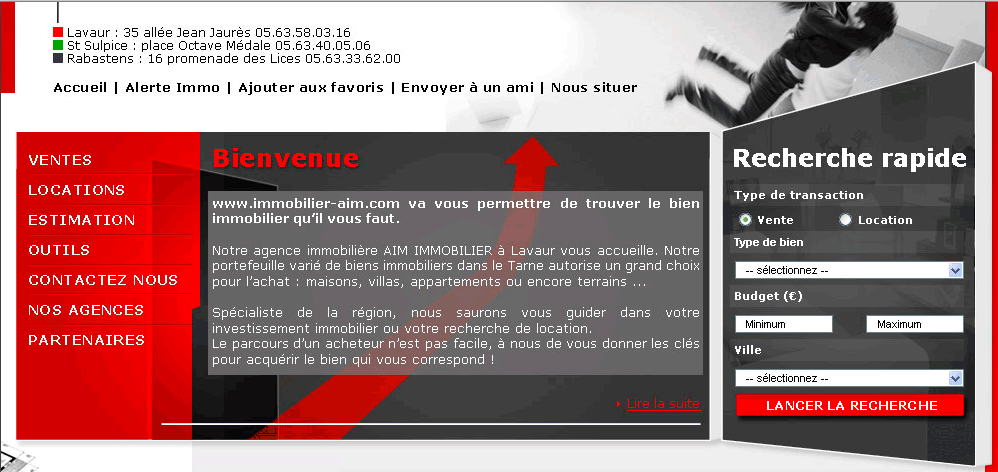 Lavaur : 35 allée Jean Jaurès 05.63.58.03.16
St Sulpice : place Octave Médale 05.63.40.05.06
Rabastens : 16 promenade des Lices 05.63.33.62.00
Accueil | Alerte Immo | Ajouter aux favoris | Envoyer à un ami | Nous situer
VENTES
LOCATIONS
ESTIMATION
OUTILS
CONTACTEZ NOUS
NOS AGENCES
PARTENAIRES
Bienvenue
www.immobilier-aim.com va vous permettre de trouver le bien
immobilier qu'il vous faut.
Notre agence immobilière AIM IMMOBILIER à Lavaur vous accueille. Notre
portefeuille varié de biens immobiliers dans le Tarne autorise un grand choix
pour l'achat : maisons, villas, appartements ou encore terrains ...
Spécialiste de la région, nous saurons vous guider dans votre
investissement immobilier ou votre recherche de location.
Le parcours d'un acheteur n'est pas facile, à nous de vous donner les clés
pour acquérir le bien qui vous correspond !
Lire la suite
Recherche rapide
Type de transaction
Vente Location
Type de bien
-- sélectionnez --
Budget (€)
Minimum Maximum
Ville
-- sélectionnez --
LANCER LA RECHERCHE